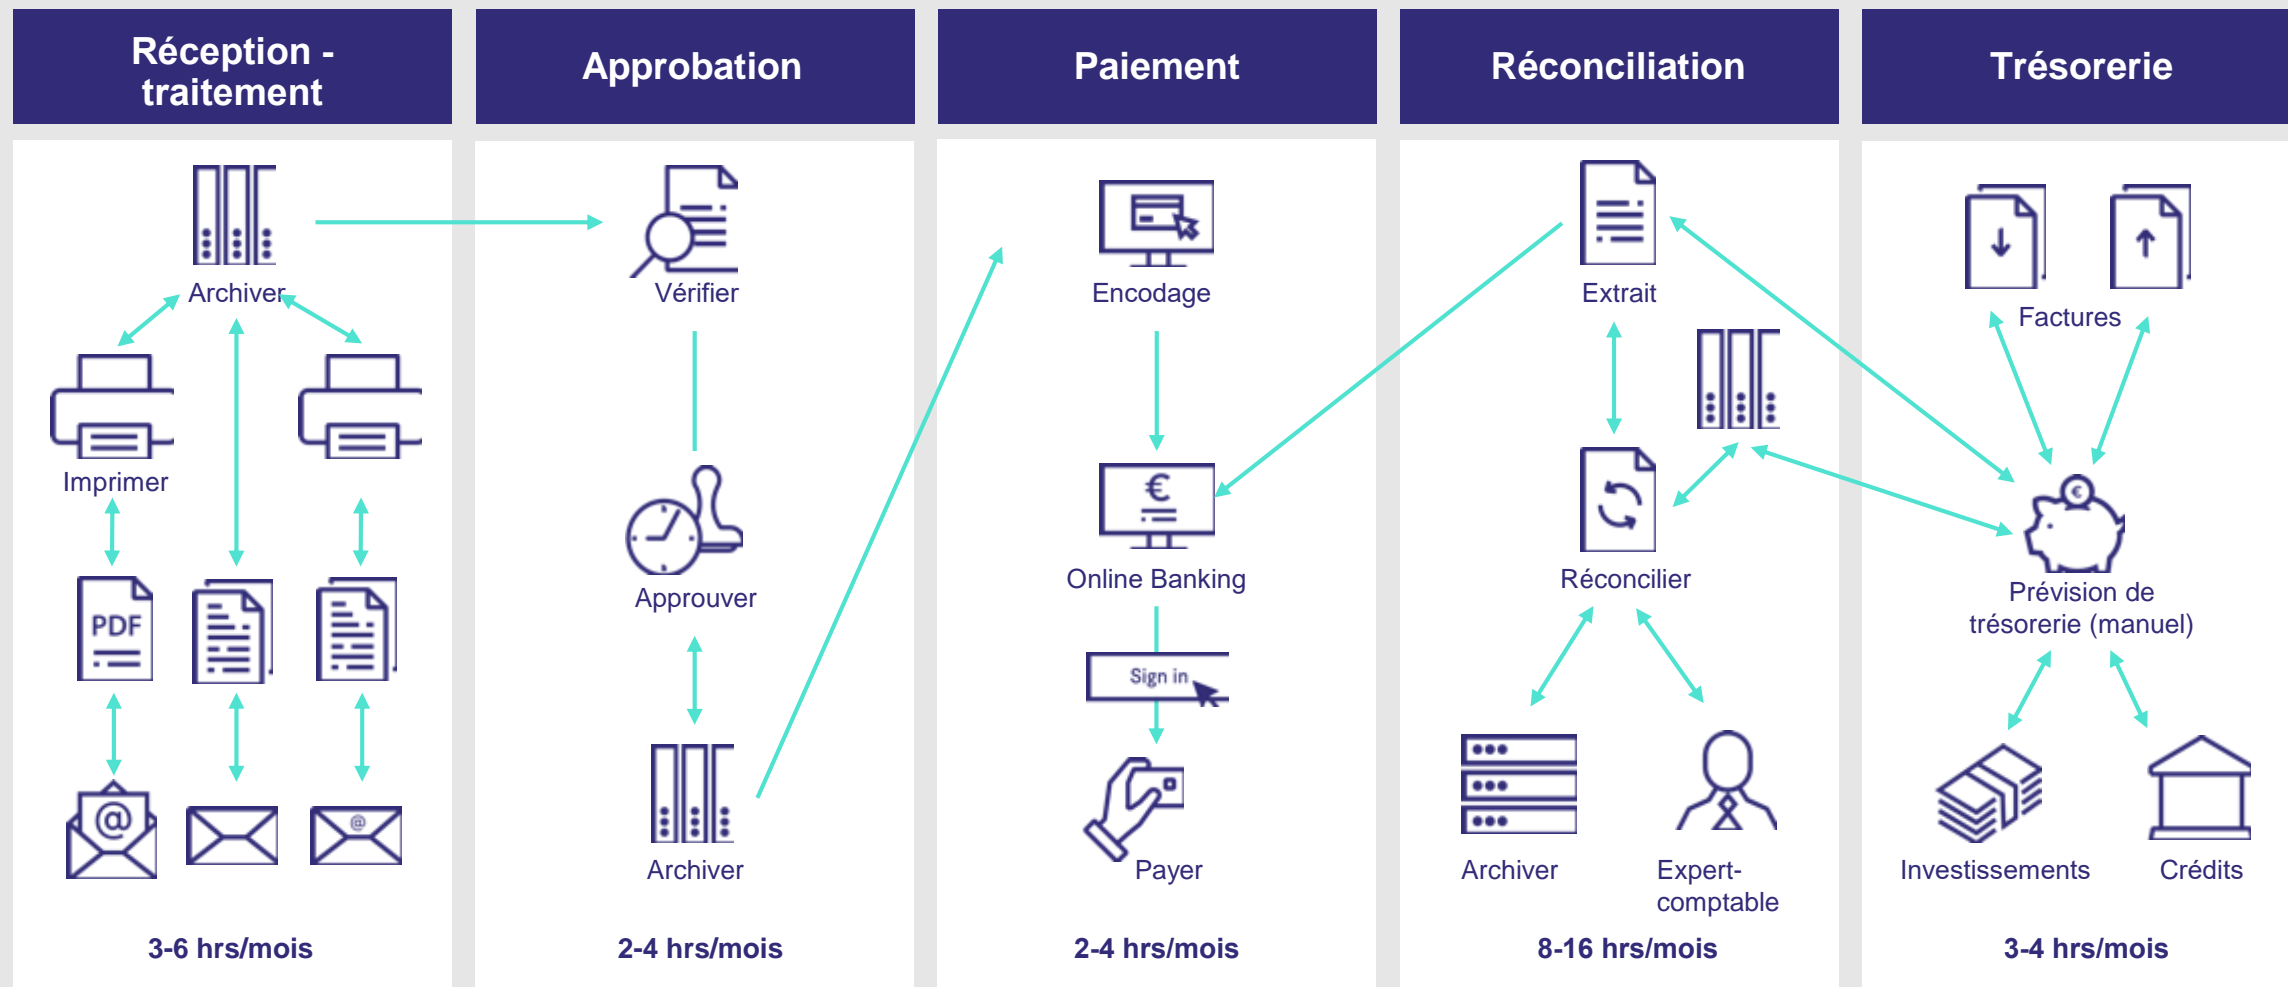 Réception -
traitement
Archiver
Imprimer
PDF
@
@
3-6 hrs/mois
Approbation
Vérifier
Approuver
Archiver
2-4 hrs/mois
Paiement
Encodage
€
Online Banking
Sign in
Payer
2-4 hrs/mois
Réconciliation
Extrait
Réconcilier
Archiver
Expert-
comptable
8-16 hrs/mois
Trésorerie
Factures
€
Prévision de
trésorerie (manuel)
Investissements
Crédits
3-4 hrs/mois